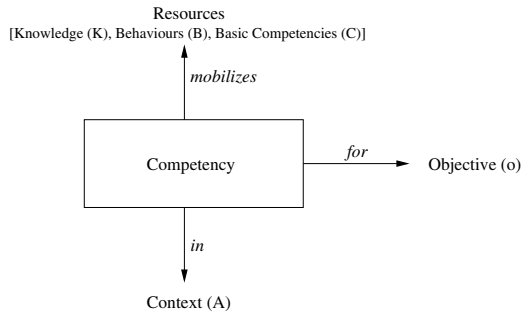 Resources
[Knowledge (K), Behaviours (B), Basic Competencies (C)]
mobilizes
Competency
for
Objective (o)
in
Context (A)